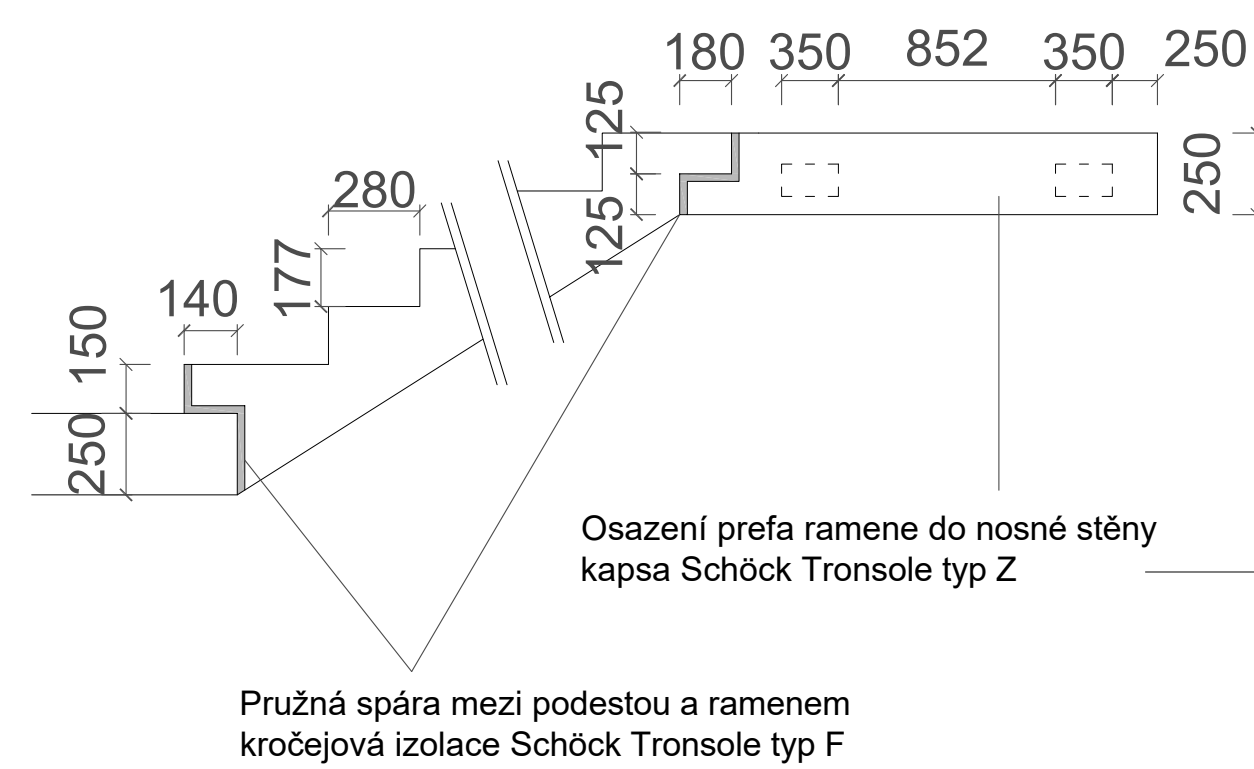 180 350 852 350 250
125
125
250
280
177
140
150
250
Osazení prefa ramene do nosné stěny
kapsa Schöck Tronsole typ Z
Pružná spára mezi podestou a ramenem
kročejová izolace Schöck Tronsole typ F